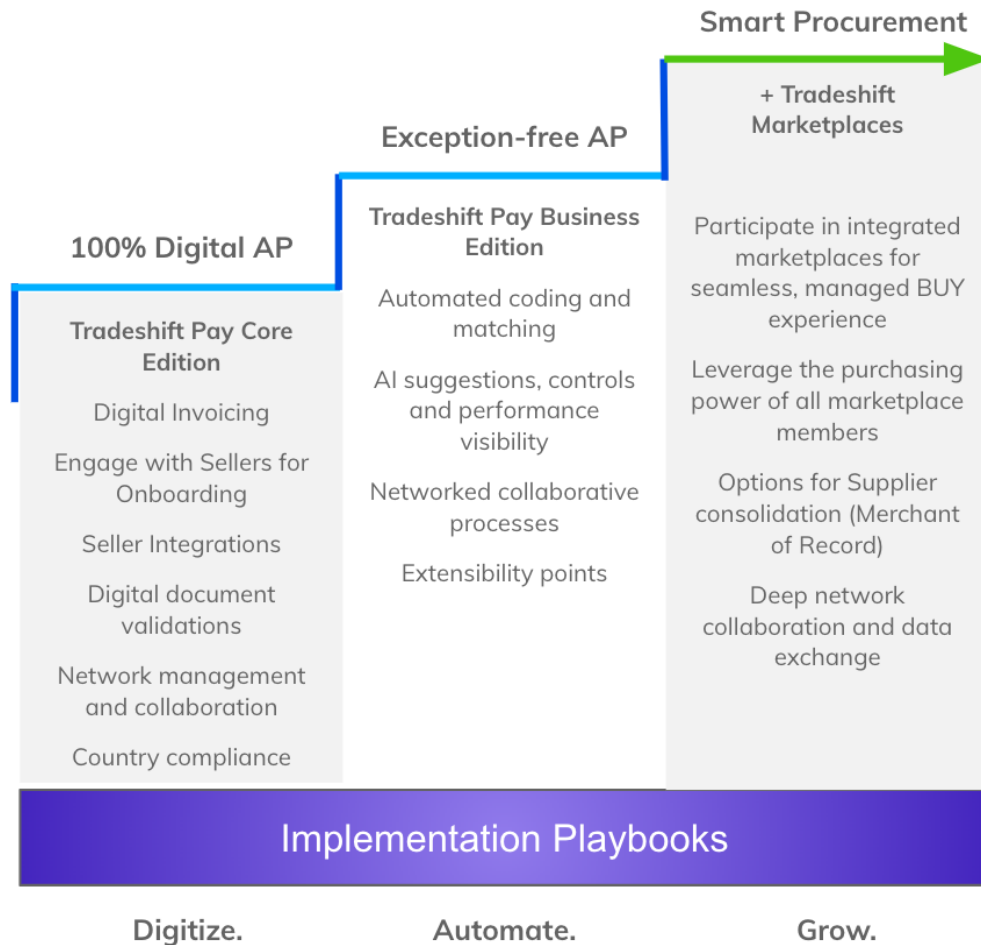 100% Digital AP
Tradeshift Pay Core
Edition
Digital Invoicing
Engage with Sellers for
Onboarding
Seller Integrations
Digital document
validations
Network management
and collaboration
Country compliance
Exception-free AP
Tradeshift Pay Business
Edition
Automated coding and
matching
AI suggestions, controls
and performance
visibility
Networked collaborative
processes
Extensibility points
Smart Procurement
+ Tradeshift
Marketplaces
Participate in integrated
marketplaces for
seamless, managed BUY
experience
Leverage the purchasing
power of all marketplace
members
Options for Supplier
consolidation (Merchant
of Record)
Deep network
collaboration and data
exchange
Implementation Playbooks
Digitize.
Automate.
Grow.